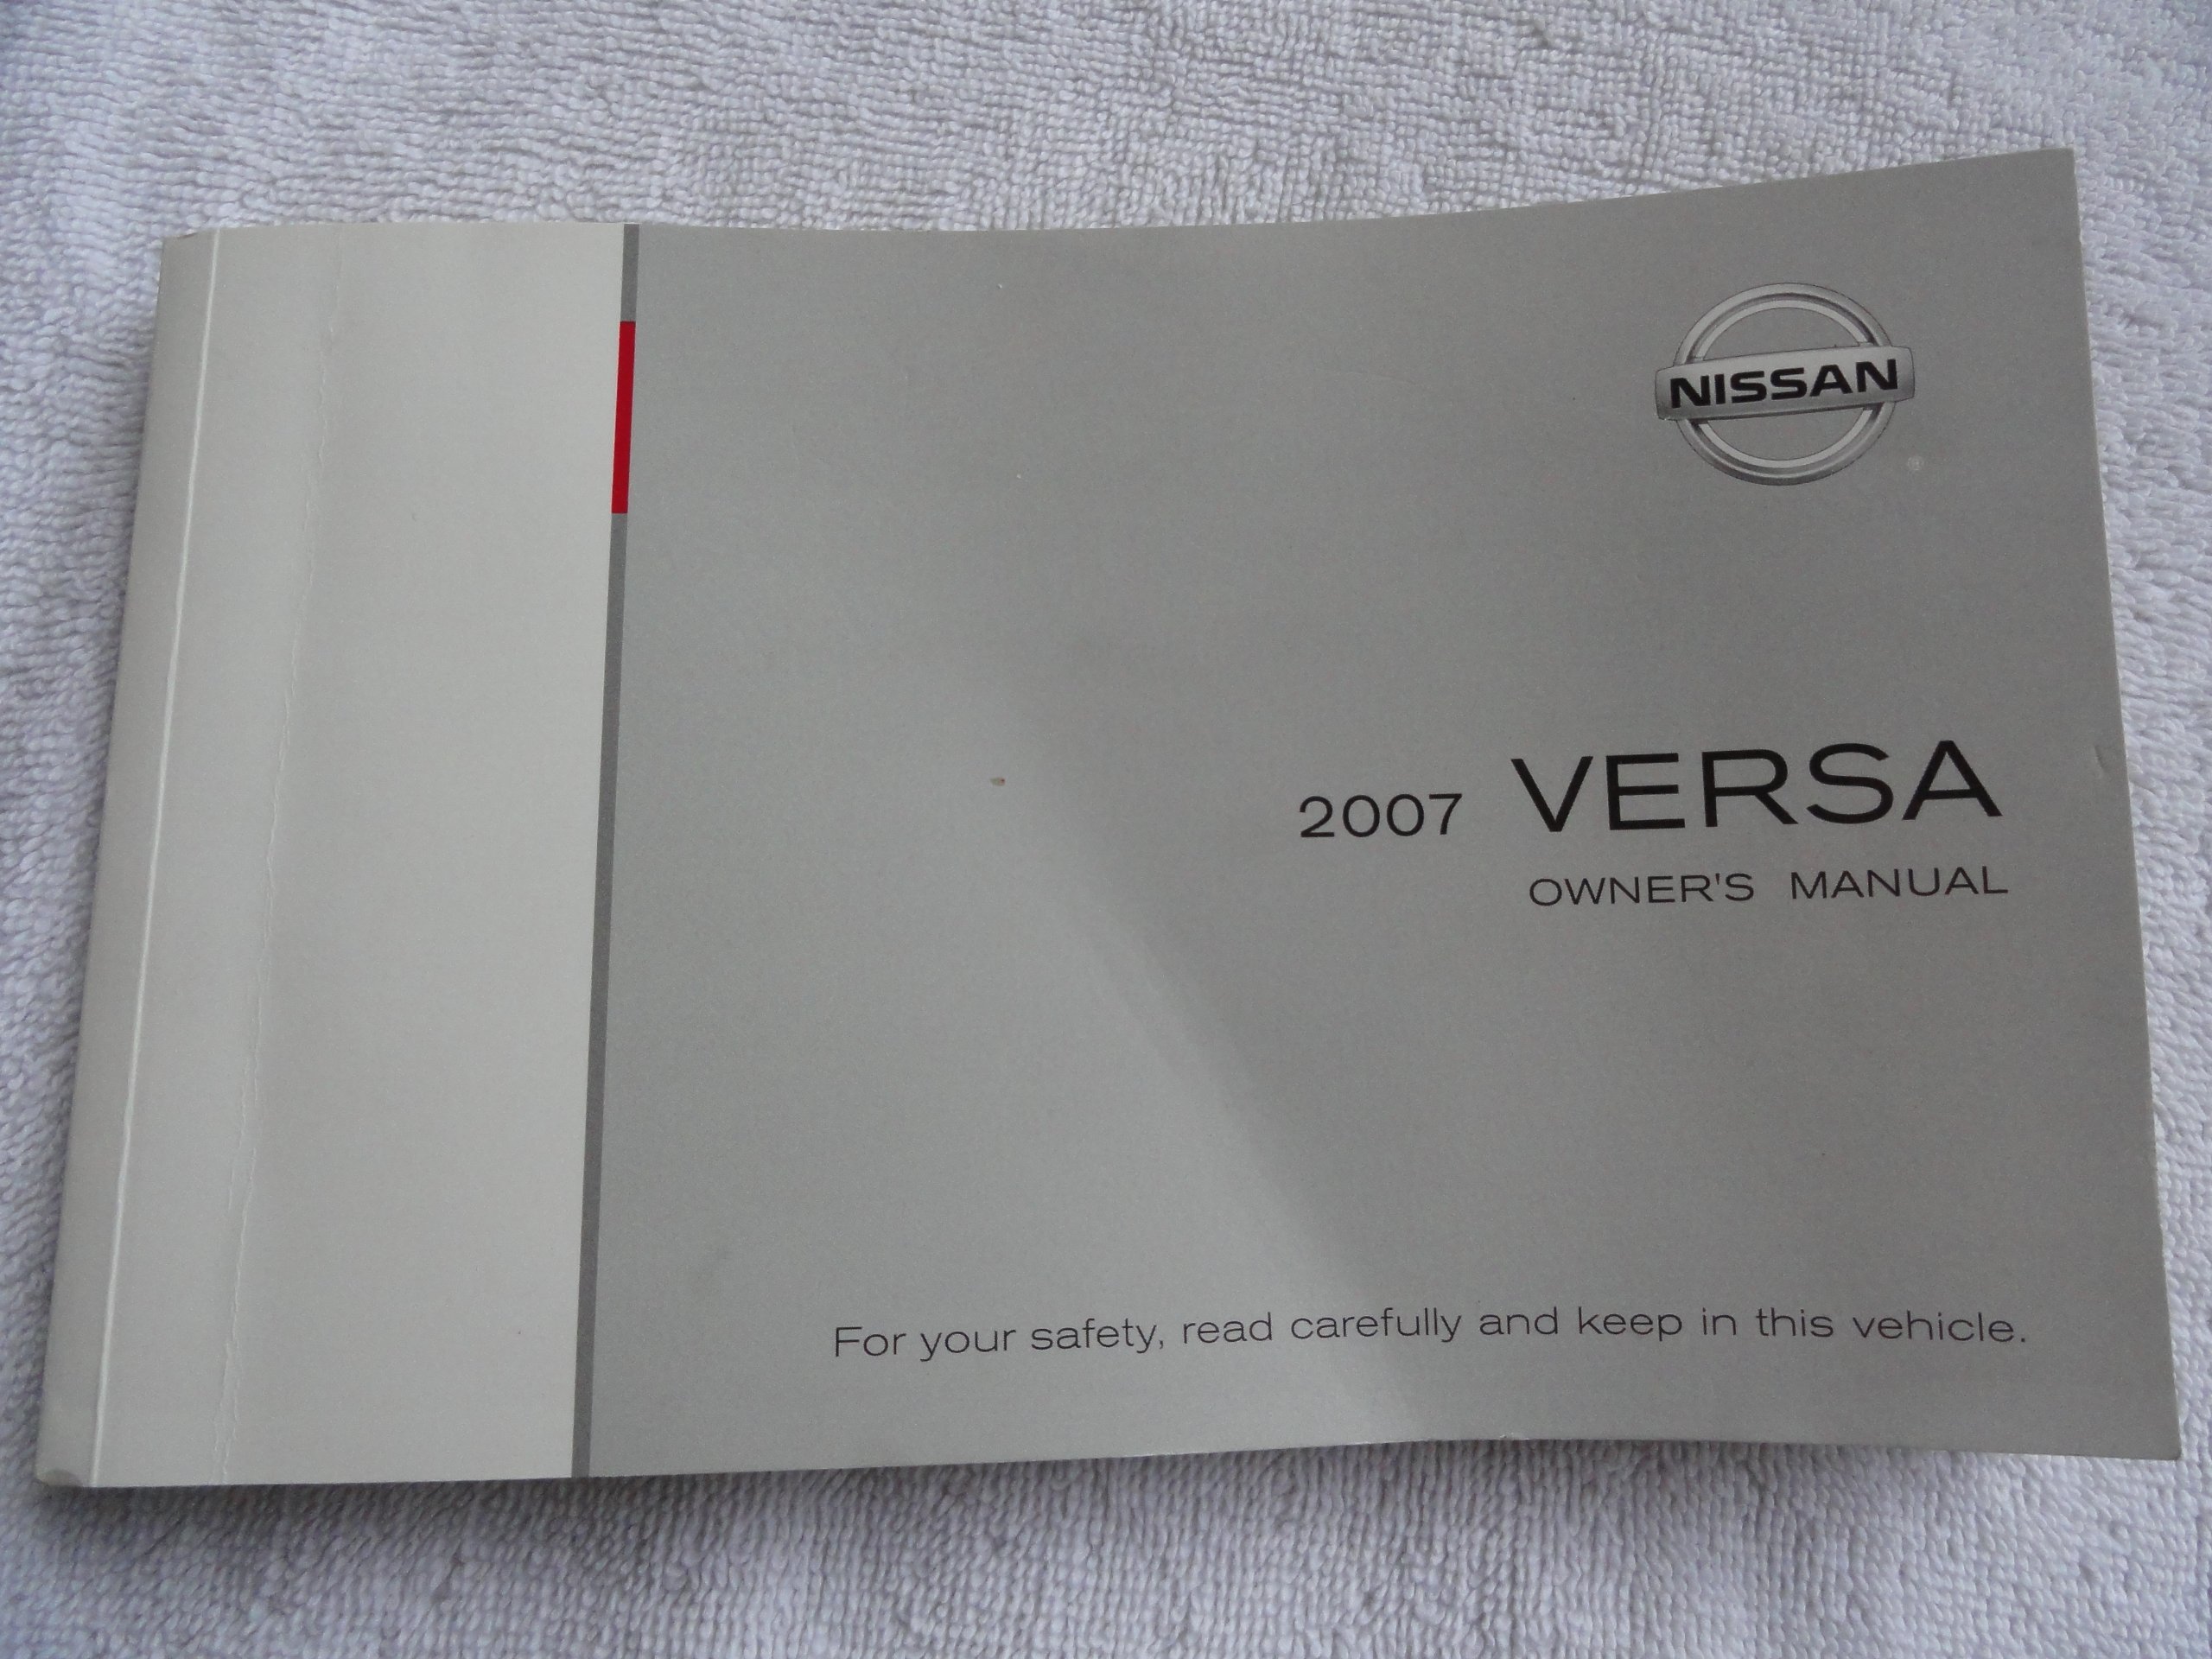 NISSAN
2007 VERSA
OWNER'S MANUAL
For your safety, read carefully and keep in this vehicle.